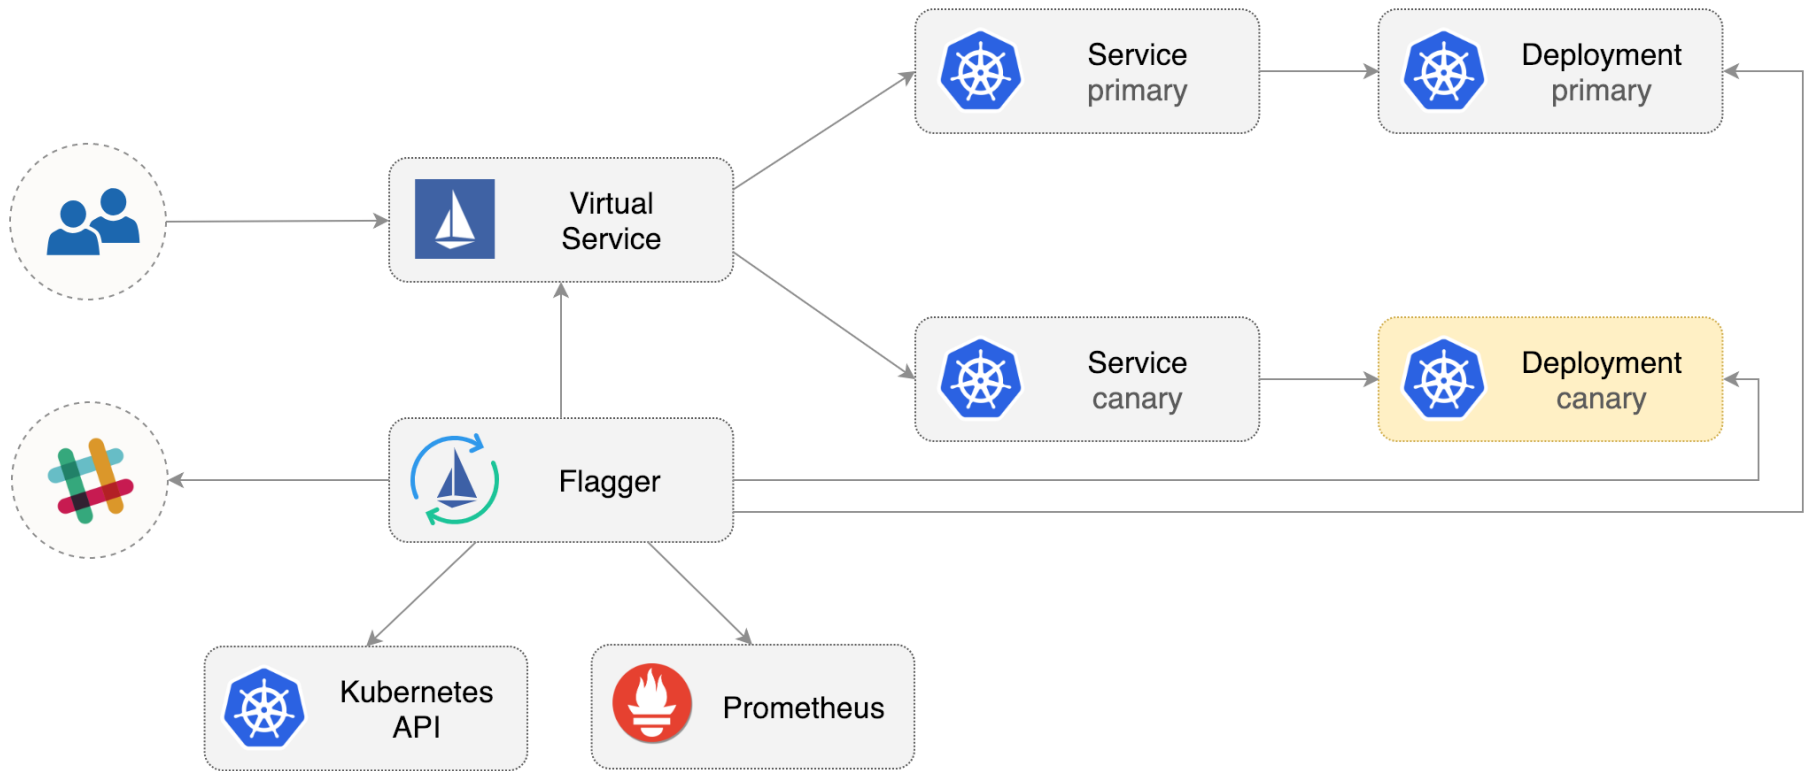 Service
primary
Deployment
primary
Virtual
Service
Service
canary
Deployment
canary
Flagger
Kubernetes
API
Prometheus